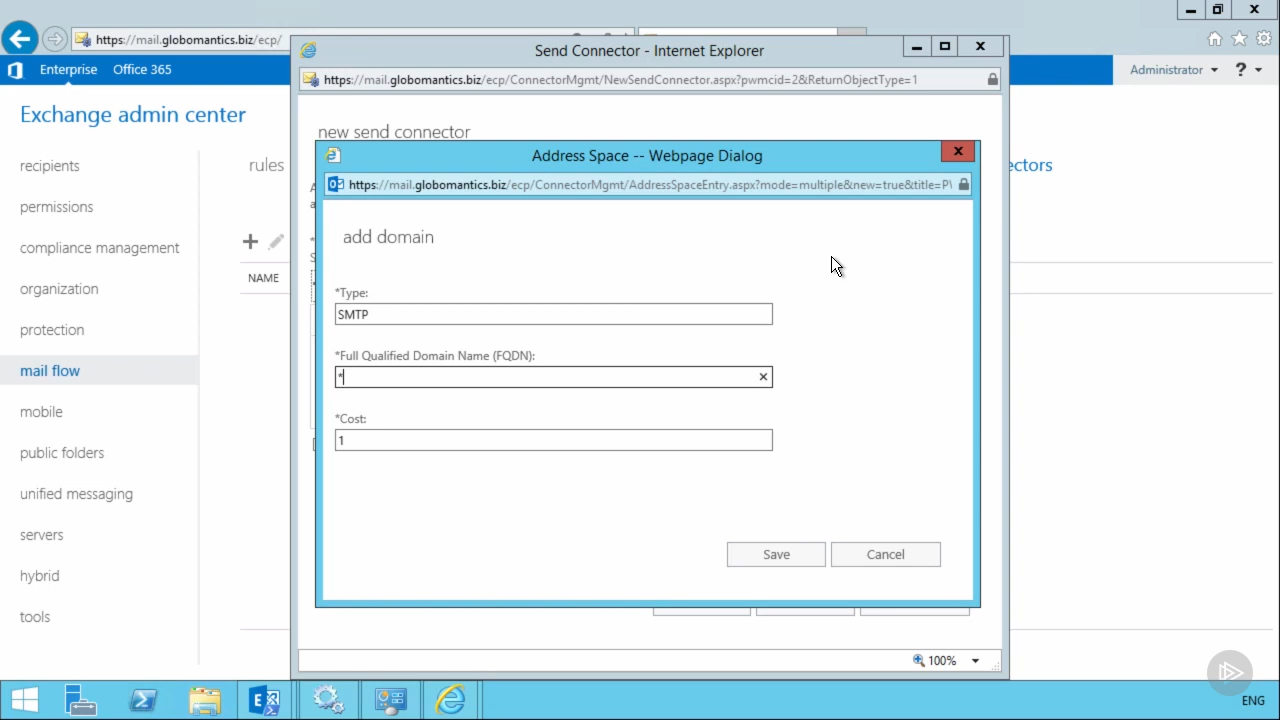 https://mail.globomantics.biz/ecp/
Send Connector - Internet Explorer
https://mail.globomantics.biz/ecp/ConnectorMgmt/NewSendConnector.aspx?pwmcid=2&ReturnObjectType=1
Enterprise Office 365
Administrator ?
Exchange admin center
new send connector
Address Space -- Webpage Dialog
https://mail.globomantics.biz/ecp/ConnectorMgmt/AddressSpaceEntry.aspx?mode=multiple&new=true&title=
recipients
permissions
compliance management
organization
protection
mail flow
mobile
public folders
unified messaging
servers
hybrid
tools
rules
ectors
NAME
add domain
*Type:
SMTP
*Full Qualified Domain Name (FQDN):
*
*Cost:
1
Save Cancel
100%
ENG